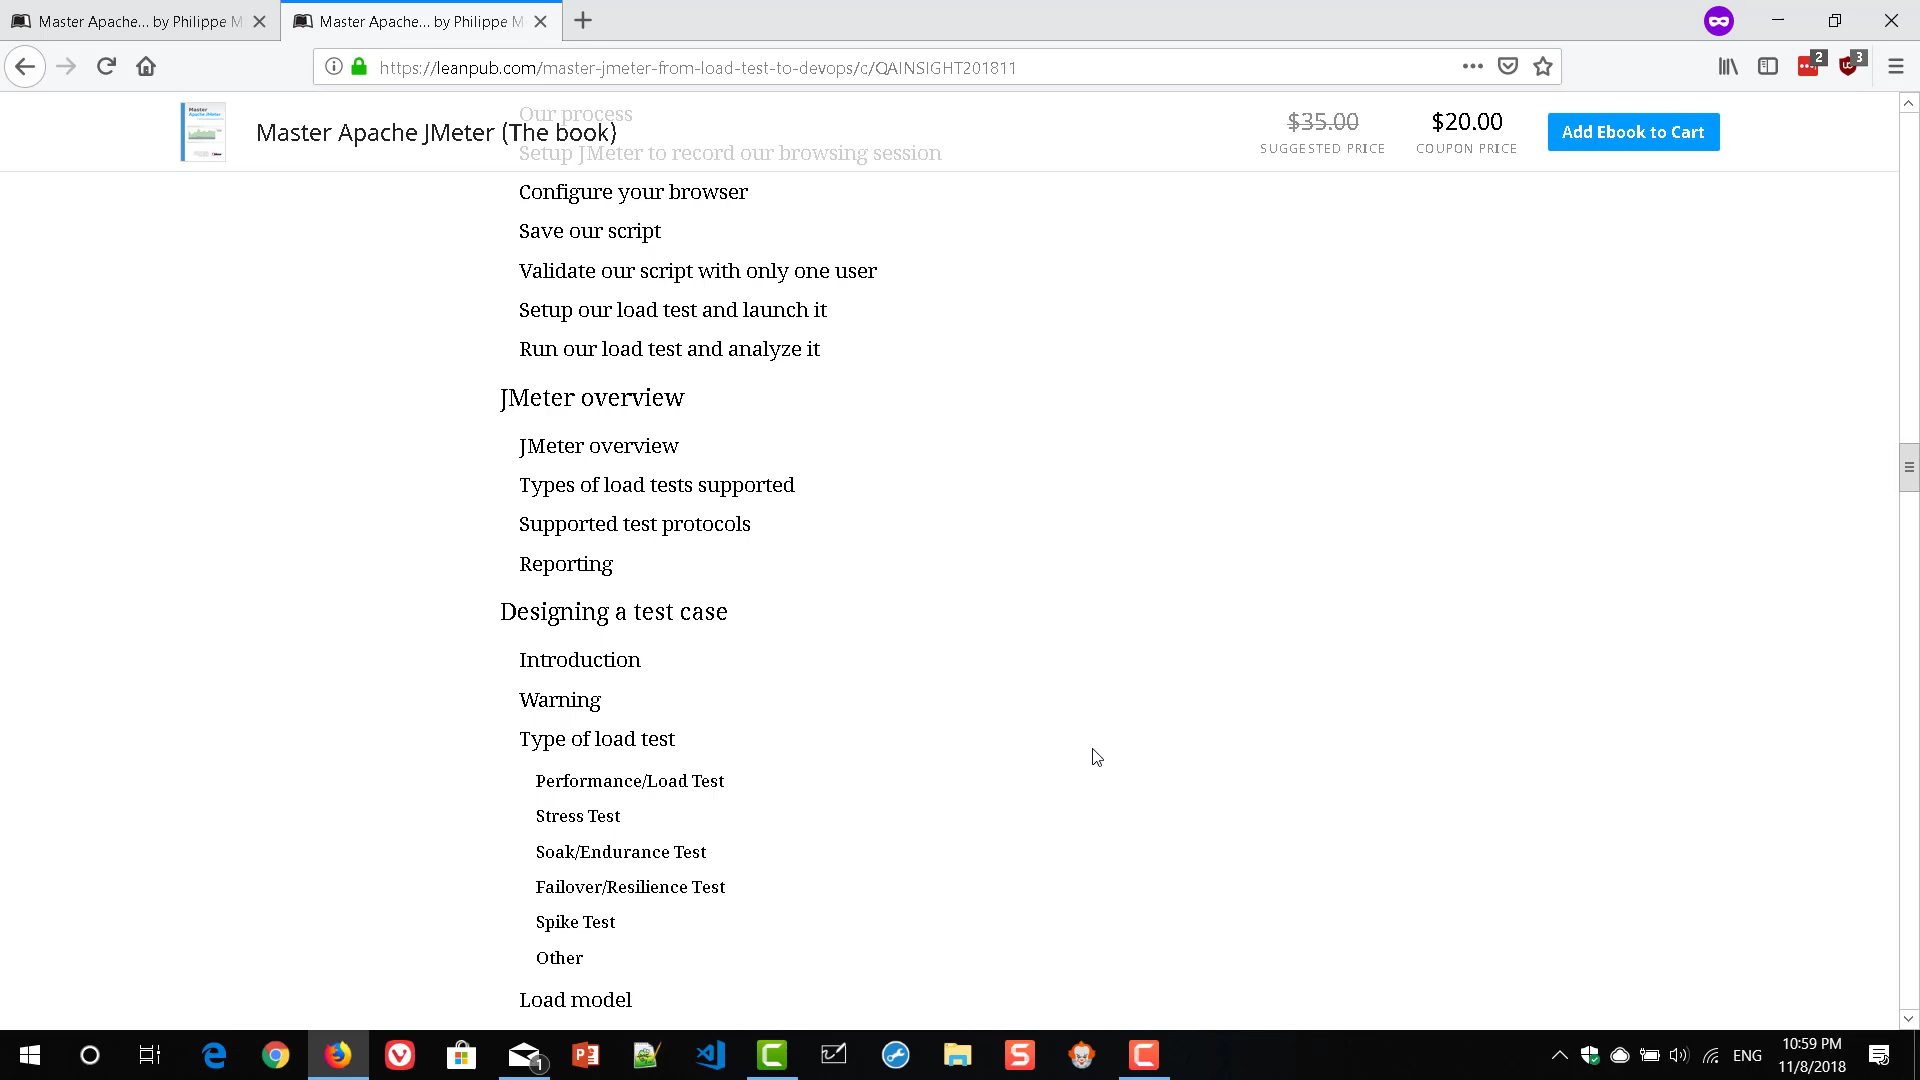 Master Apache... by Philippe M
Master Apache... by Philippe M
https://leanpub.com/master-jmeter-from-load-test-to-devops/c/QAINSIGHT201811
2
3
Our process
Master Apache JMeter (The book)
Setup JMeter to record our browsing session
$35.00
SUGGESTED PRICE
$20.00
COUPON PRICE
Add Ebook to Cart
Configure your browser
Save our script
Validate our script with only one user
Setup our load test and launch it
Run our load test and analyze it
JMeter overview
JMeter overview
Types of load tests supported
Supported test protocols
Reporting
Designing a test case
Introduction
Warning
Type of load test
Performance/Load Test
Stress Test
Soak/Endurance Test
Failover/Resilience Test
Spike Test
Other
Load model
1
ENG
10:59 PM
11/8/2018